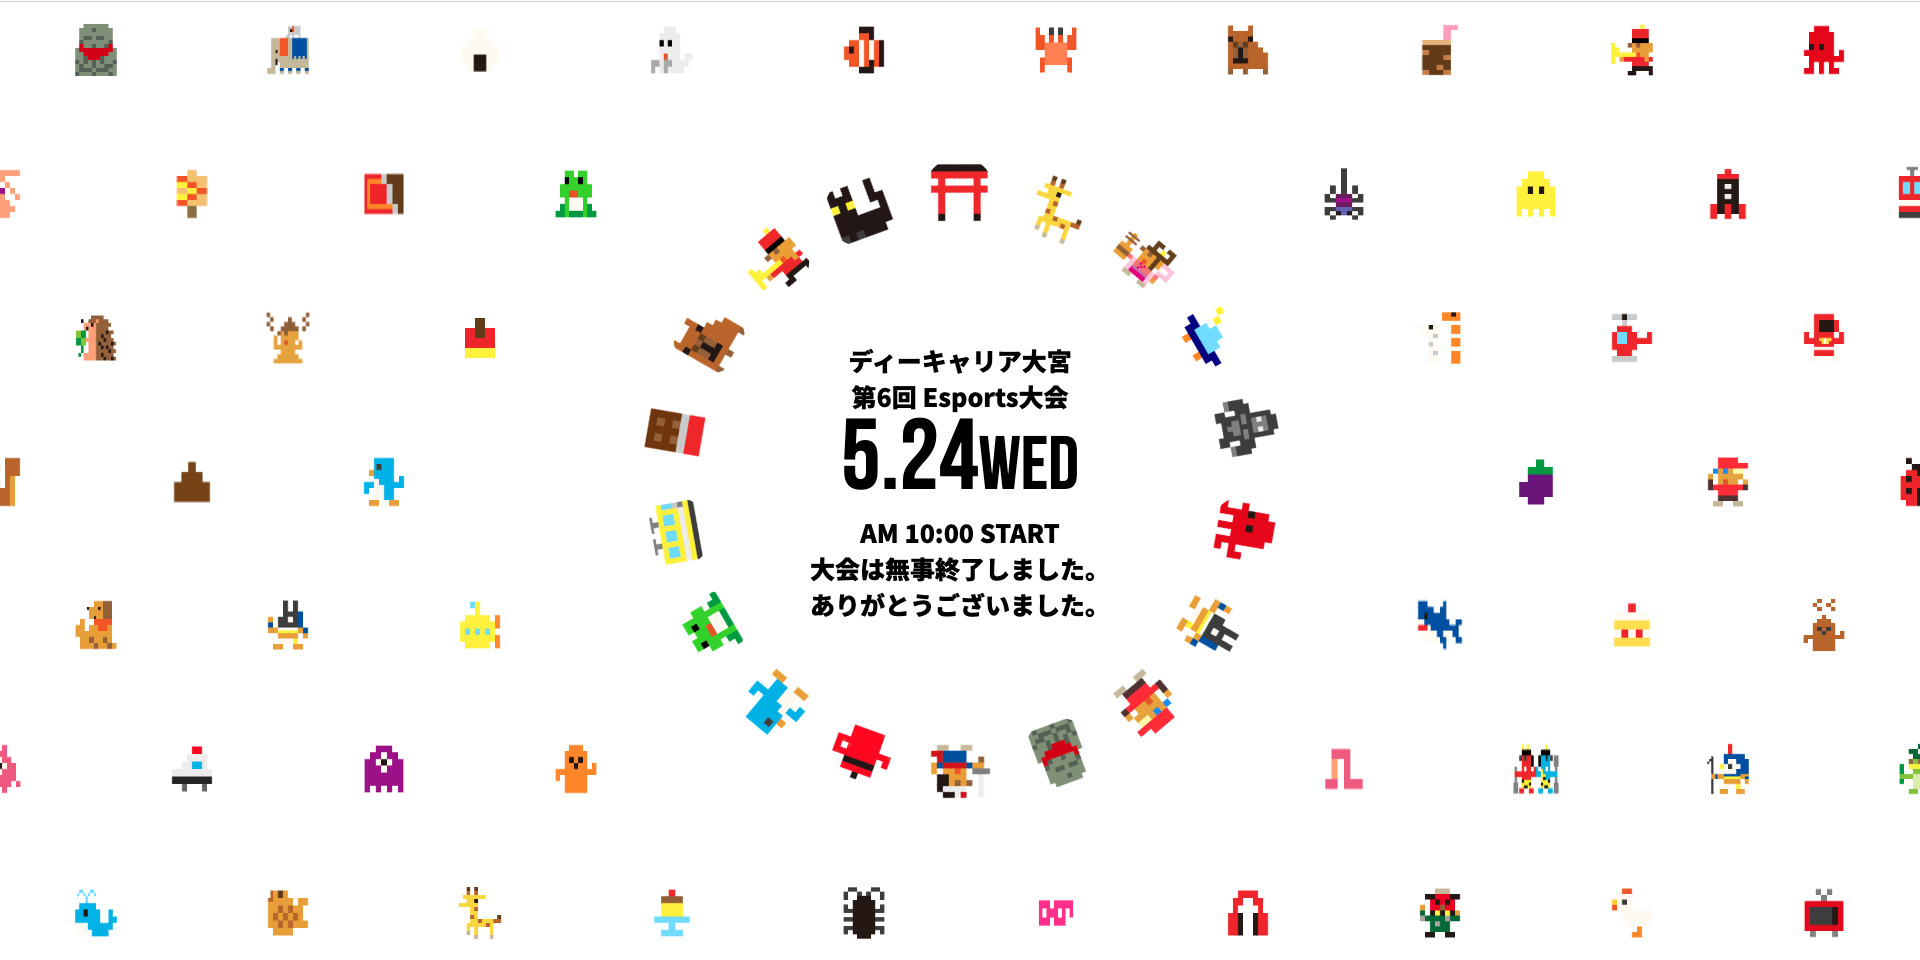 ディーキャリア大宮
第6回 Esports大会
5.24WED
AM 10:00 START
大会は無事終了しました。
ありがとうございました。